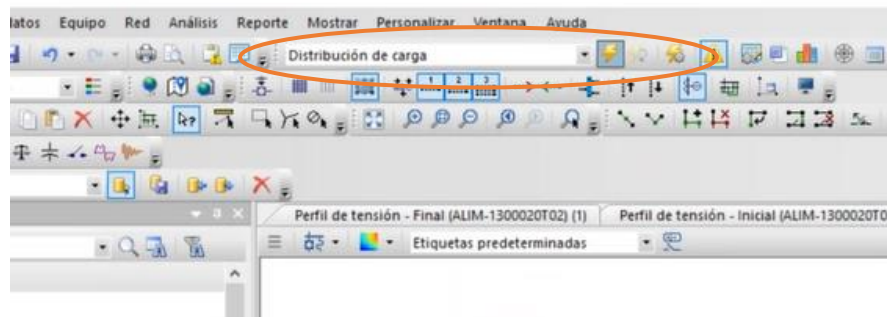 latos Equipo Red Análisis Reporte Mostrar Personalizar Ventana Ayuda
Distribución de carga
1 2 3
Perfil de tensión - Final (ALIM-1300020T02) (1) Perfil de tensión - Inicial (ALIM-1300020T0
Etiquetas predeterminadas